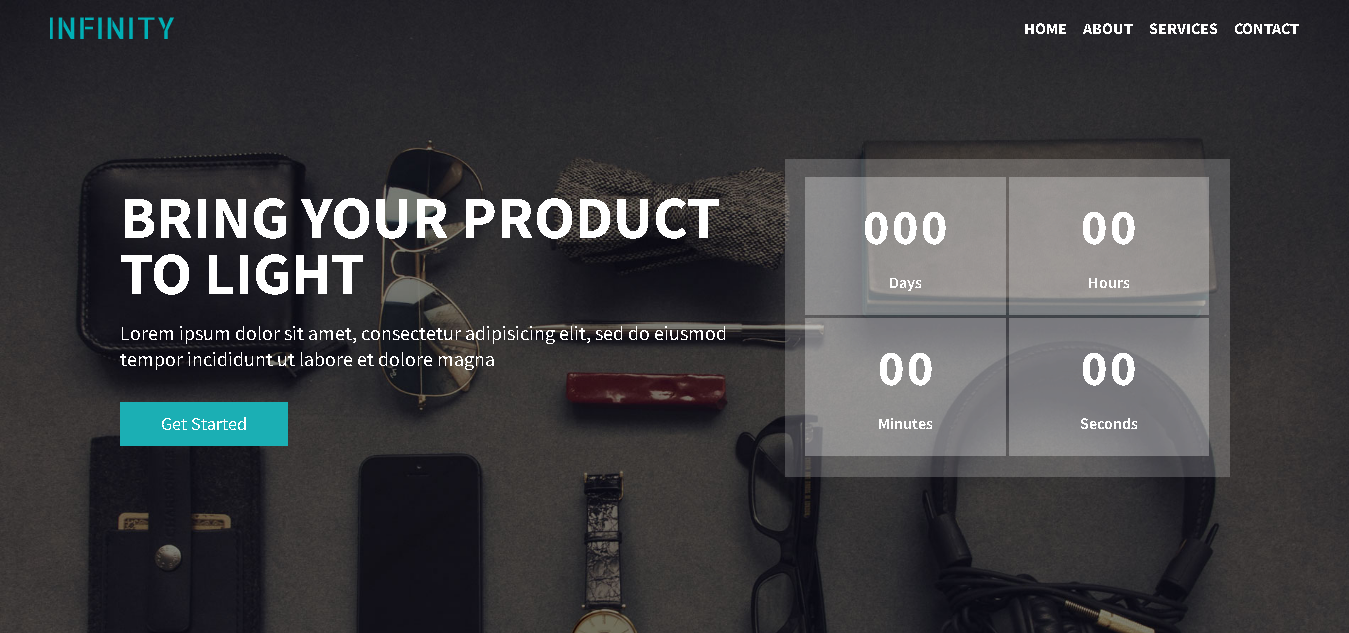 INFINITY
HOME ABOUT SERVICES CONTACT
BRING YOUR PRODUCT
TO LIGHT
Lorem ipsum dolor sit amet, consectetur adipisicing elit, sed do eiusmod
tempor incididunt ut labore et dolore magna
Get Started
000 00
Days Hours
00 00
Minutes Seconds